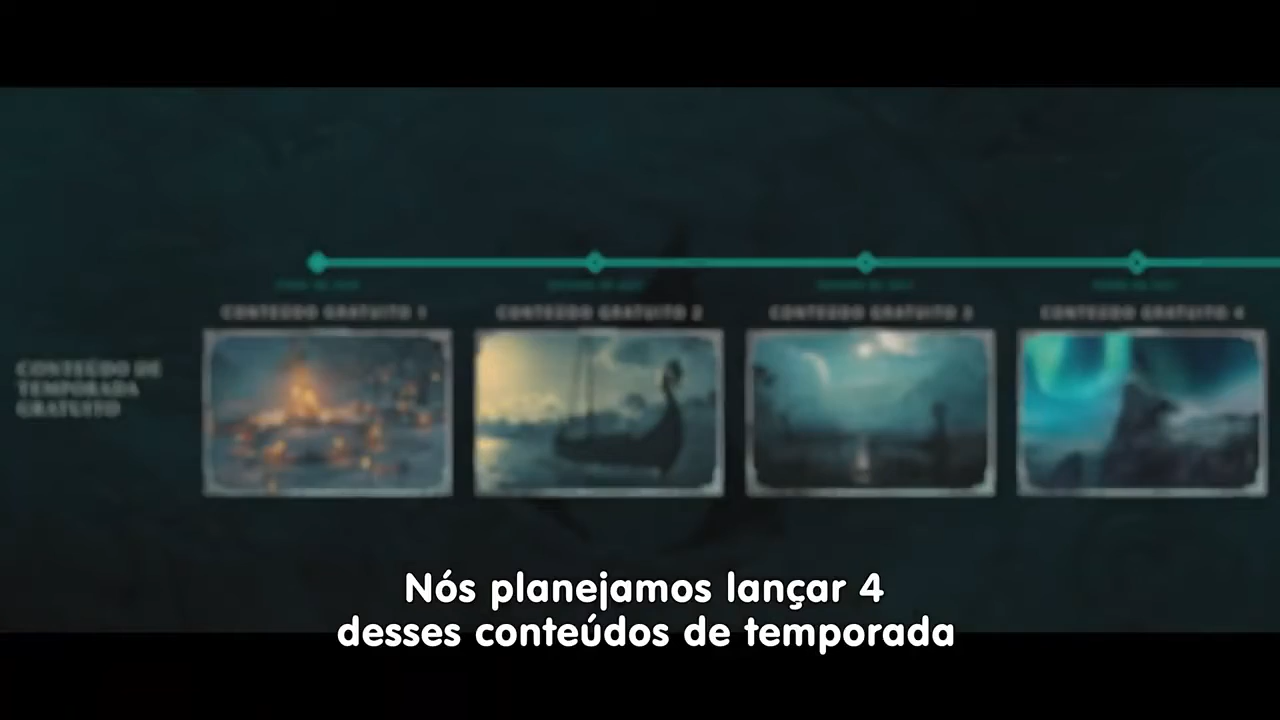 CONTEÚDO GRATUITO 1
CONTEÚDO GRATUITO 2
CONTEÚDO GRATUITO 3
CONTEÚDO GRATUITO 4
CONTEÚDO DE
TEMPORADA
GRATUITO
Nós planejamos lançar 4
desses conteúdos de temporada